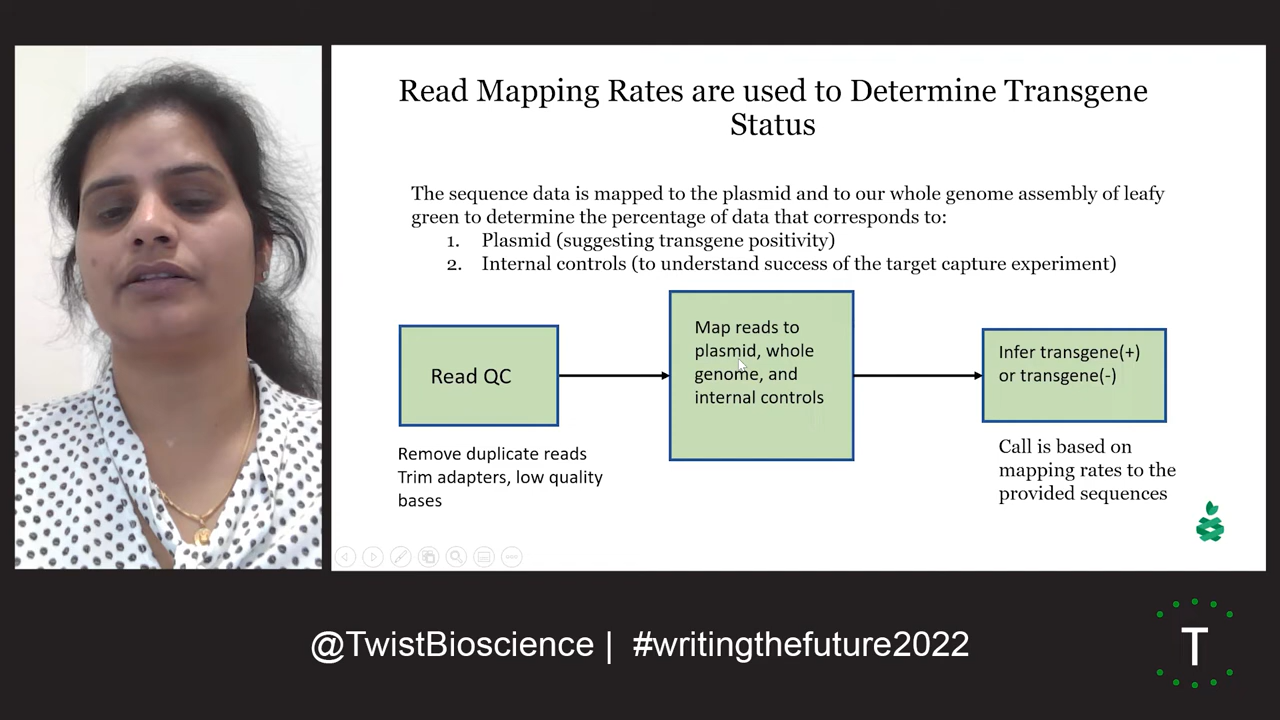 Read Mapping Rates are used to Determine Transgene
Status
The sequence data is mapped to the plasmid and to our whole genome assembly of leafy
green to determine the percentage of data that corresponds to:
1. Plasmid (suggesting transgene positivity)
2. Internal controls (to understand success of the target capture experiment)
Read QC
Remove duplicate reads
Trim adapters, low quality
bases
Map reads to
plasmid, whole
genome, and
internal controls
Infer transgene(+)
or transgene(-)
Call is based on
mapping rates to the
provided sequences
@TwistBioscience | #writingthefuture2022
T